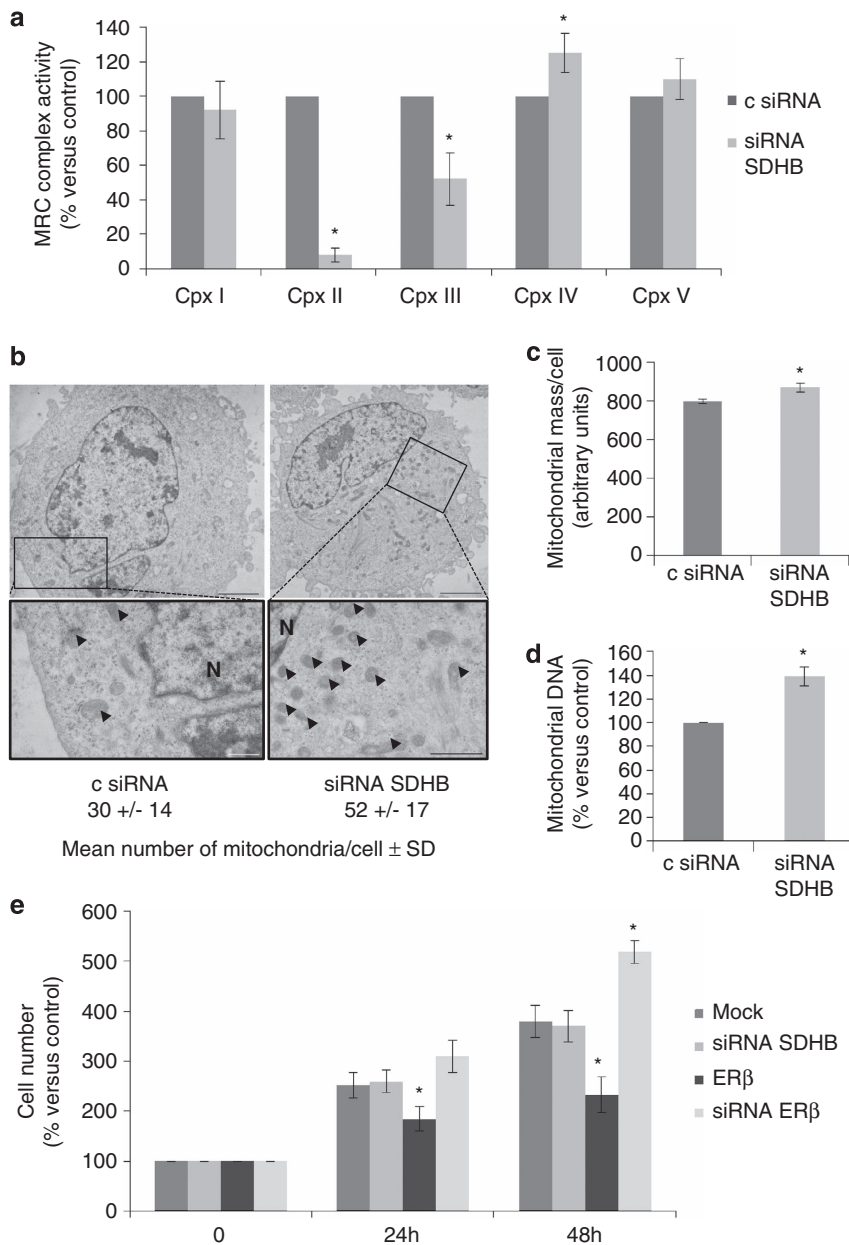 a
MRC complex activity
(% versus control)
140
120
100
80
60
40
20
0
*
*
*
Cpx I
Cpx II
Cpx III
Cpx IV
Cpx V
c siRNA
siRNA
SDHB
b
N
N
c siRNA
30 +/- 14
siRNA SDHB
52 +/- 17
Mean number of mitochondria/cell ± SD
c
Mitochondrial mass/cell
(arbitrary units)
1000
800
600
400
200
0
*
c siRNA
siRNA
SDHB
d
Mitochondrial DNA
(% versus control)
160
140
120
100
80
60
40
20
0
*
c siRNA
siRNA
SDHB
e
Cell number
(% versus control)
600
500
400
300
200
100
0
*
*
*
0
24h
48h
Mock
siRNA SDHB
ERβ
siRNA ERβ